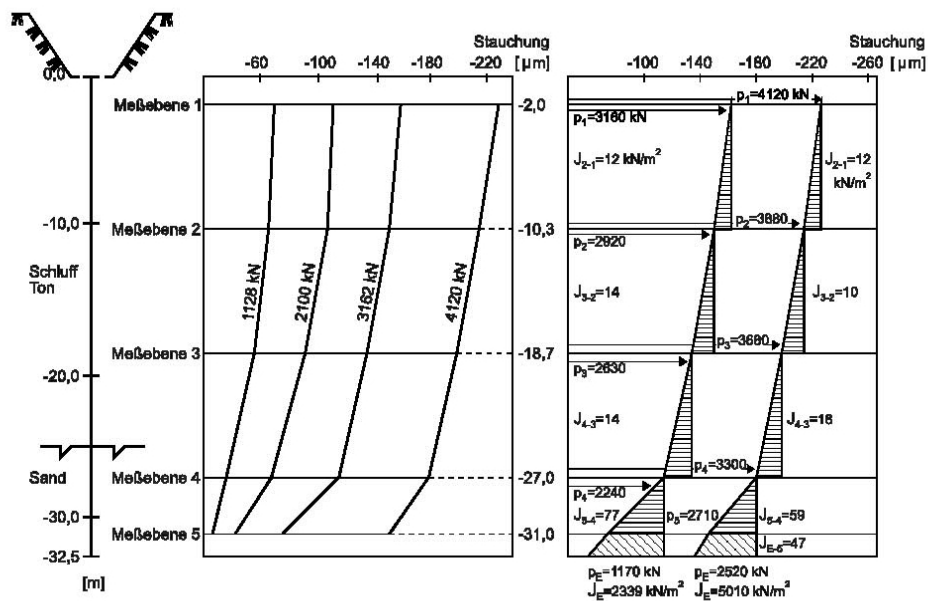 Stauchung
[µm]
-60
-100
-140
-180
-220
Stauchung
[µm]
-100
-140
-180
-220
-260
0,0
-10,0
Schluff
Ton
-20,0
Sand
-30,0
-32,5
[m]
Meßebene 1
Meßebene 2
Meßebene 3
Meßebene 4
Meßebene 5
1128 kN
2100 kN
3162 kN
4120 kN
-2,0
-10,3
-18,7
-27,0
-31,0
p1=4120 kN
p1=3160 kN
J2-1=12 kN/m²
J2-1=12
kN/m²
p2=3880
p2=2920
J3-2=14
J3-2=10
p3=3680
p3=2630
J4-3=14
J4-3=16
p4=3300
p4=2240
J5-4=77
p5=2710
J5-4=59
JE-5=47
pE=1170 kN
JE=2339 kN/m²
pE=2520 kN
JE=5010 kN/m²